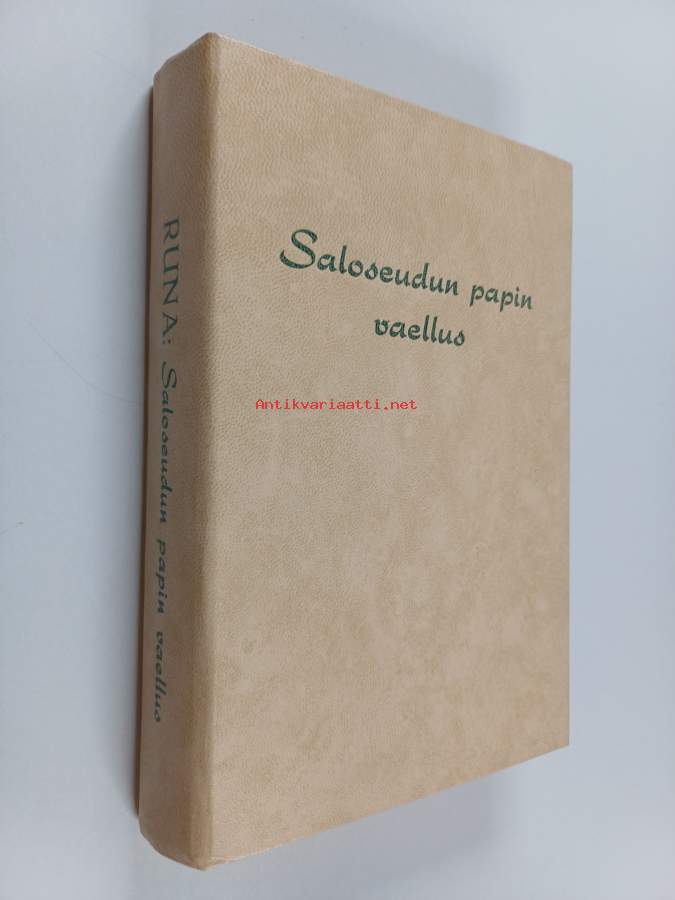 RUNA: Saloseudun papin vaellus
Saloseudun papin
vaellus
Antikvariaatti.net